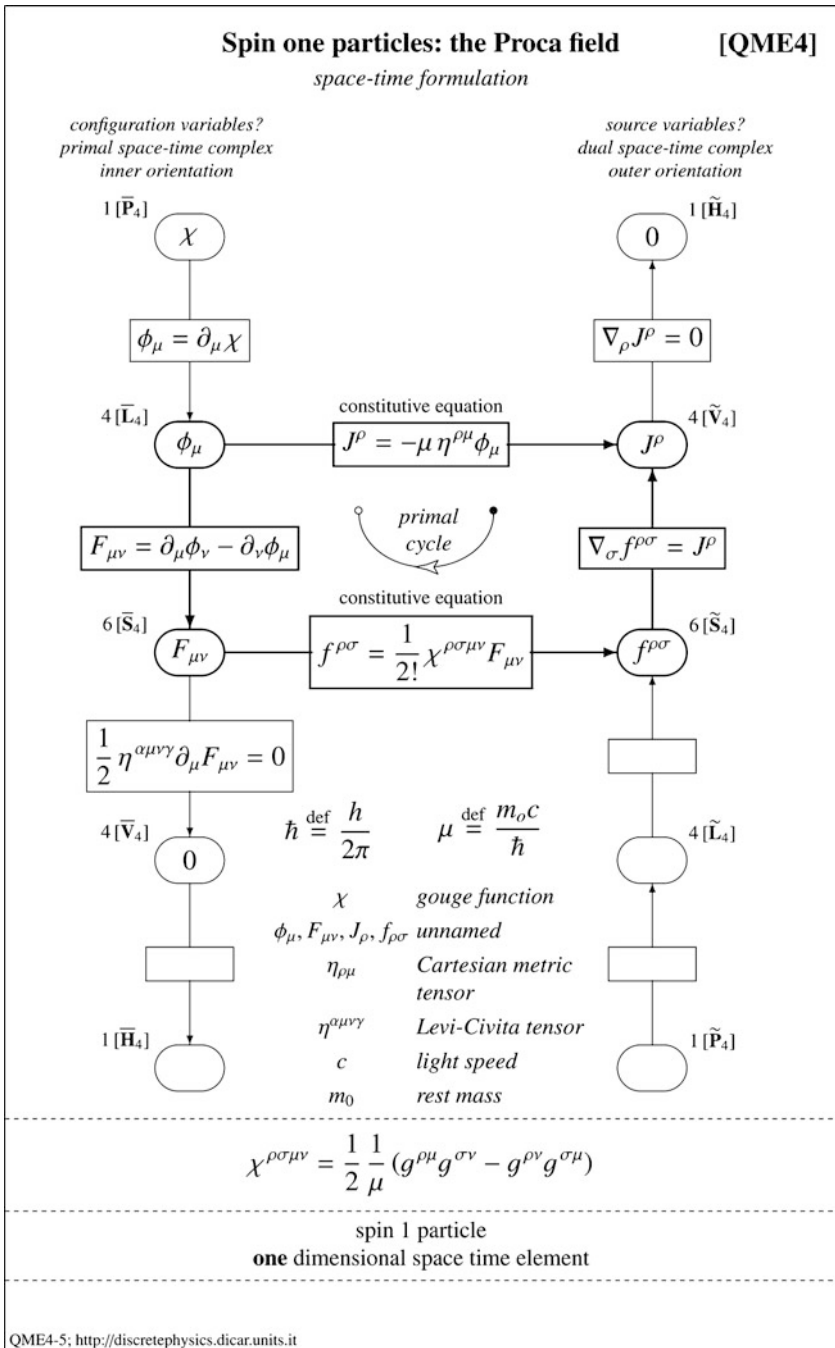 Spin one particles: the Proca field [QME4]
space-time formulation
configuration variables?
primal space-time complex
inner orientation
source variables?
dual space-time complex
outer orientation
1 [P̅₄]
χ
1 [H̃₄]
0
ϕ_μ = ∂_μ χ
∇_ρ J^ρ = 0
4 [L̅₄]
ϕ_μ
constitutive equation
J^ρ = −μ η^{ρμ} ϕ_μ
4 [Ṽ₄]
J^ρ
F_{μν} = ∂_μ ϕ_ν − ∂_ν ϕ_μ
primal
cycle
∇_σ f^{ρσ} = J^ρ
6 [S̅₄]
F_{μν}
constitutive equation
f^{ρσ} = 1/2! χ^{ρσμν} F_{μν}
6 [S̃₄]
f^{ρσ}
1/2 η^{αμνγ} ∂_μ F_{μν} = 0
4 [V̅₄]
0
ħ def= h/2π
μ def= m_o c/ħ
4 [L̃₄]
χ gouge function
ϕ_μ, F_{μν}, J_ρ, f_{ρσ} unnamed
η_{ρμ} Cartesian metric
tensor
η^{αμνγ} Levi-Civita tensor
c light speed
m_0 rest mass
1 [H̅₄]
1 [P̃₄]
χ^{ρσμν} = 1/2 1/μ (g^{ρμ} g^{σν} − g^{ρν} g^{σμ})
spin 1 particle
one dimensional space time element
QME4-5; http://discretephysics.dicar.units.it